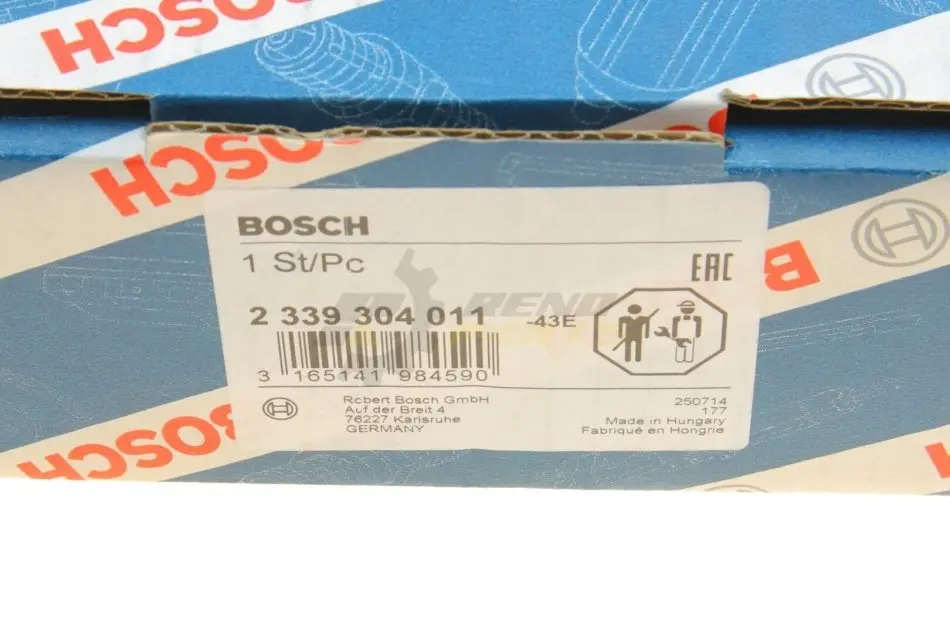 BOSCH
BOSCH
BOSCH
BOSCH
1 St/Pc
EAC
2 339 304 011 -43E
3 165141 984590
Robert Bosch GmbH
Auf der Breit 4
76227 Karlsruhe
GERMANY
250714
177
Made in Hungary
Fabriqué en Hongrie
BOSCH
B